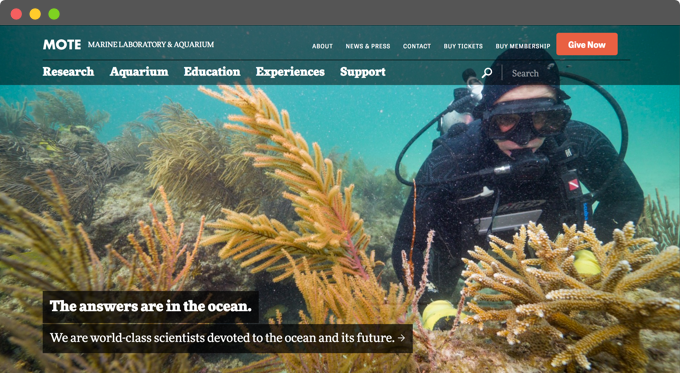 MOTE MARINE LABORATORY & AQUARIUM
ABOUT NEWS & PRESS CONTACT BUY TICKETS BUY MEMBERSHIP Give Now
Research Aquarium Education Experiences Support Search
The answers are in the ocean.
We are world-class scientists devoted to the ocean and its future. →